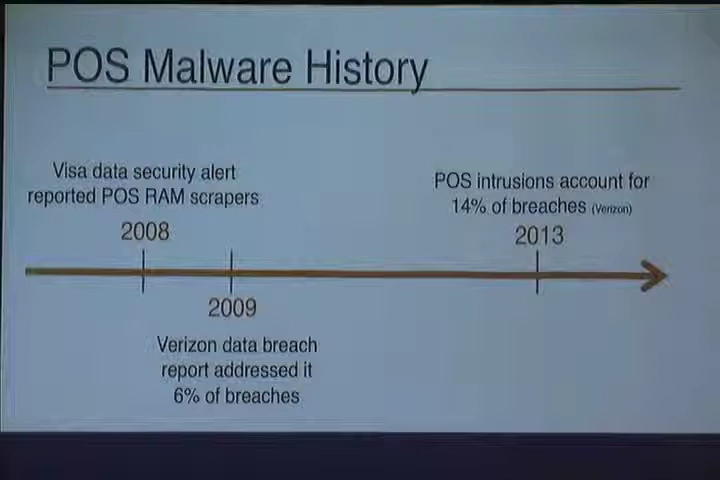 POS Malware History
Visa data security alert
reported POS RAM scrapers
2008
POS intrusions account for
14% of breaches (Verizon)
2013
2009
Verizon data breach
report addressed it
6% of breaches